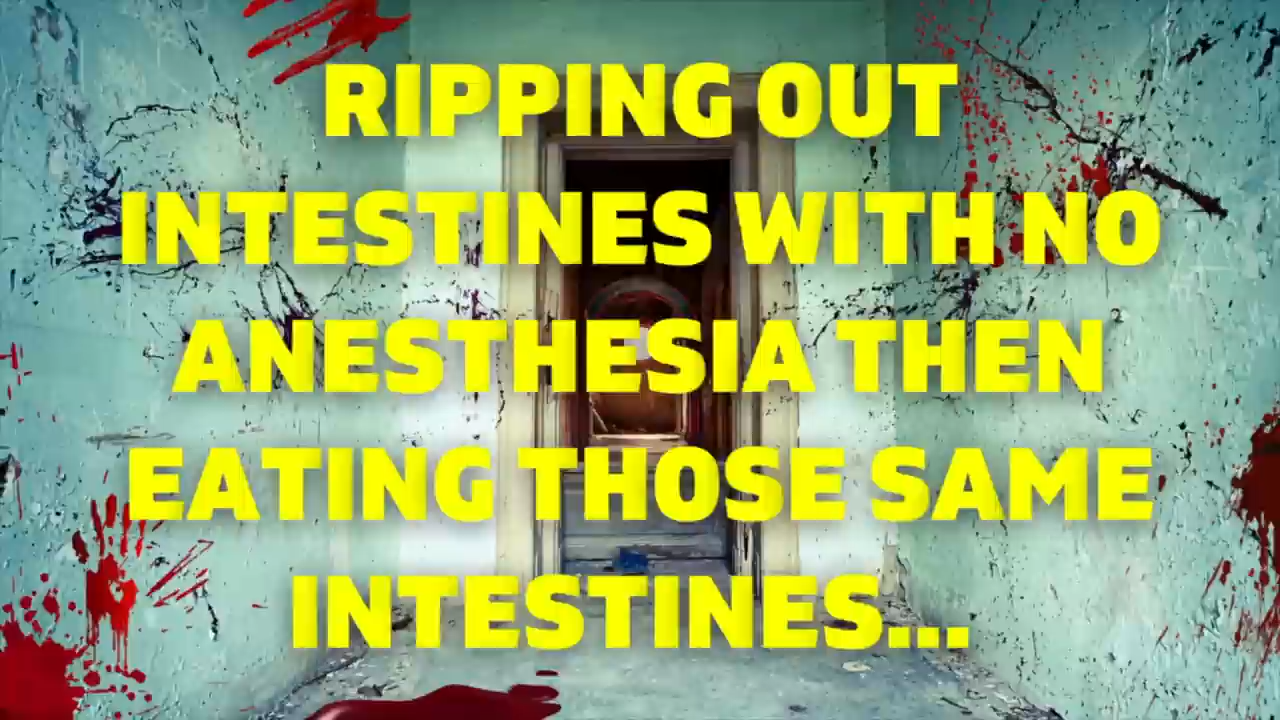 RIPPING OUT
INTESTINES WITH NO
ANESTHESIA THEN
EATING THOSE SAME
INTESTINES...